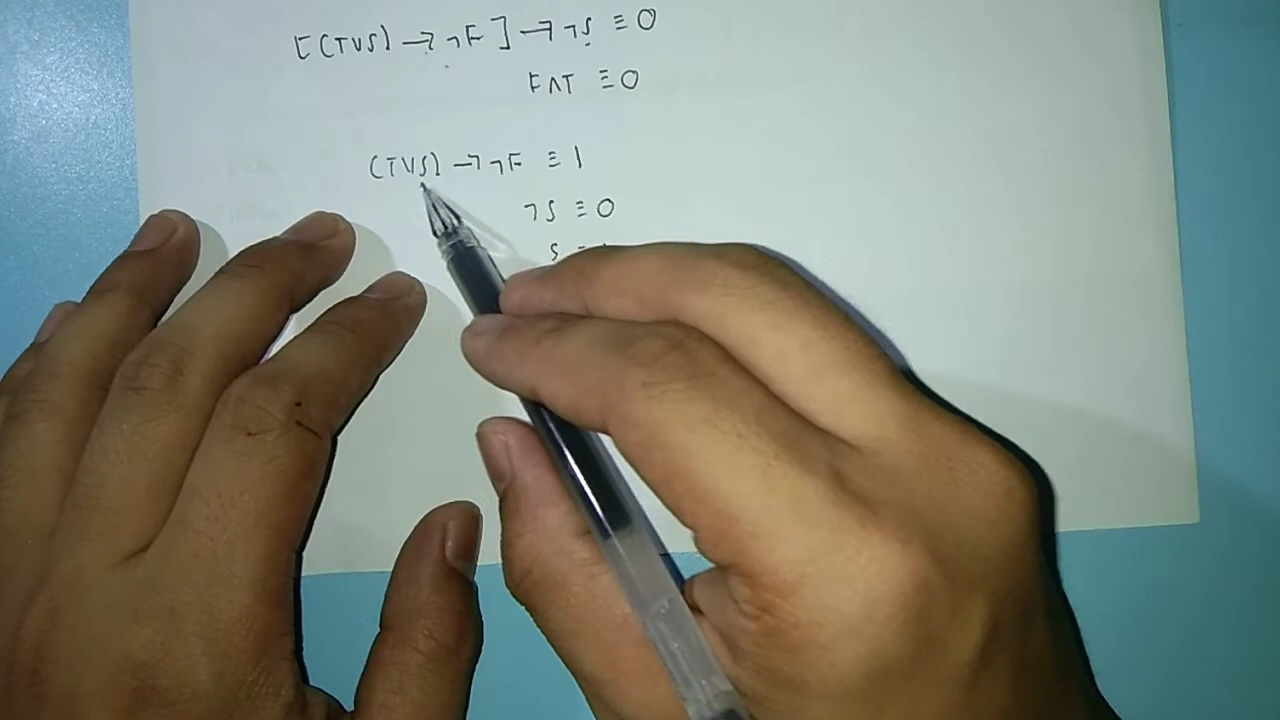 [(T∨S) → ¬F] → ¬S ≡ 0
F∧T ≡ 0
(T∨S) → ¬F ≡ 1
¬S ≡ 0
S